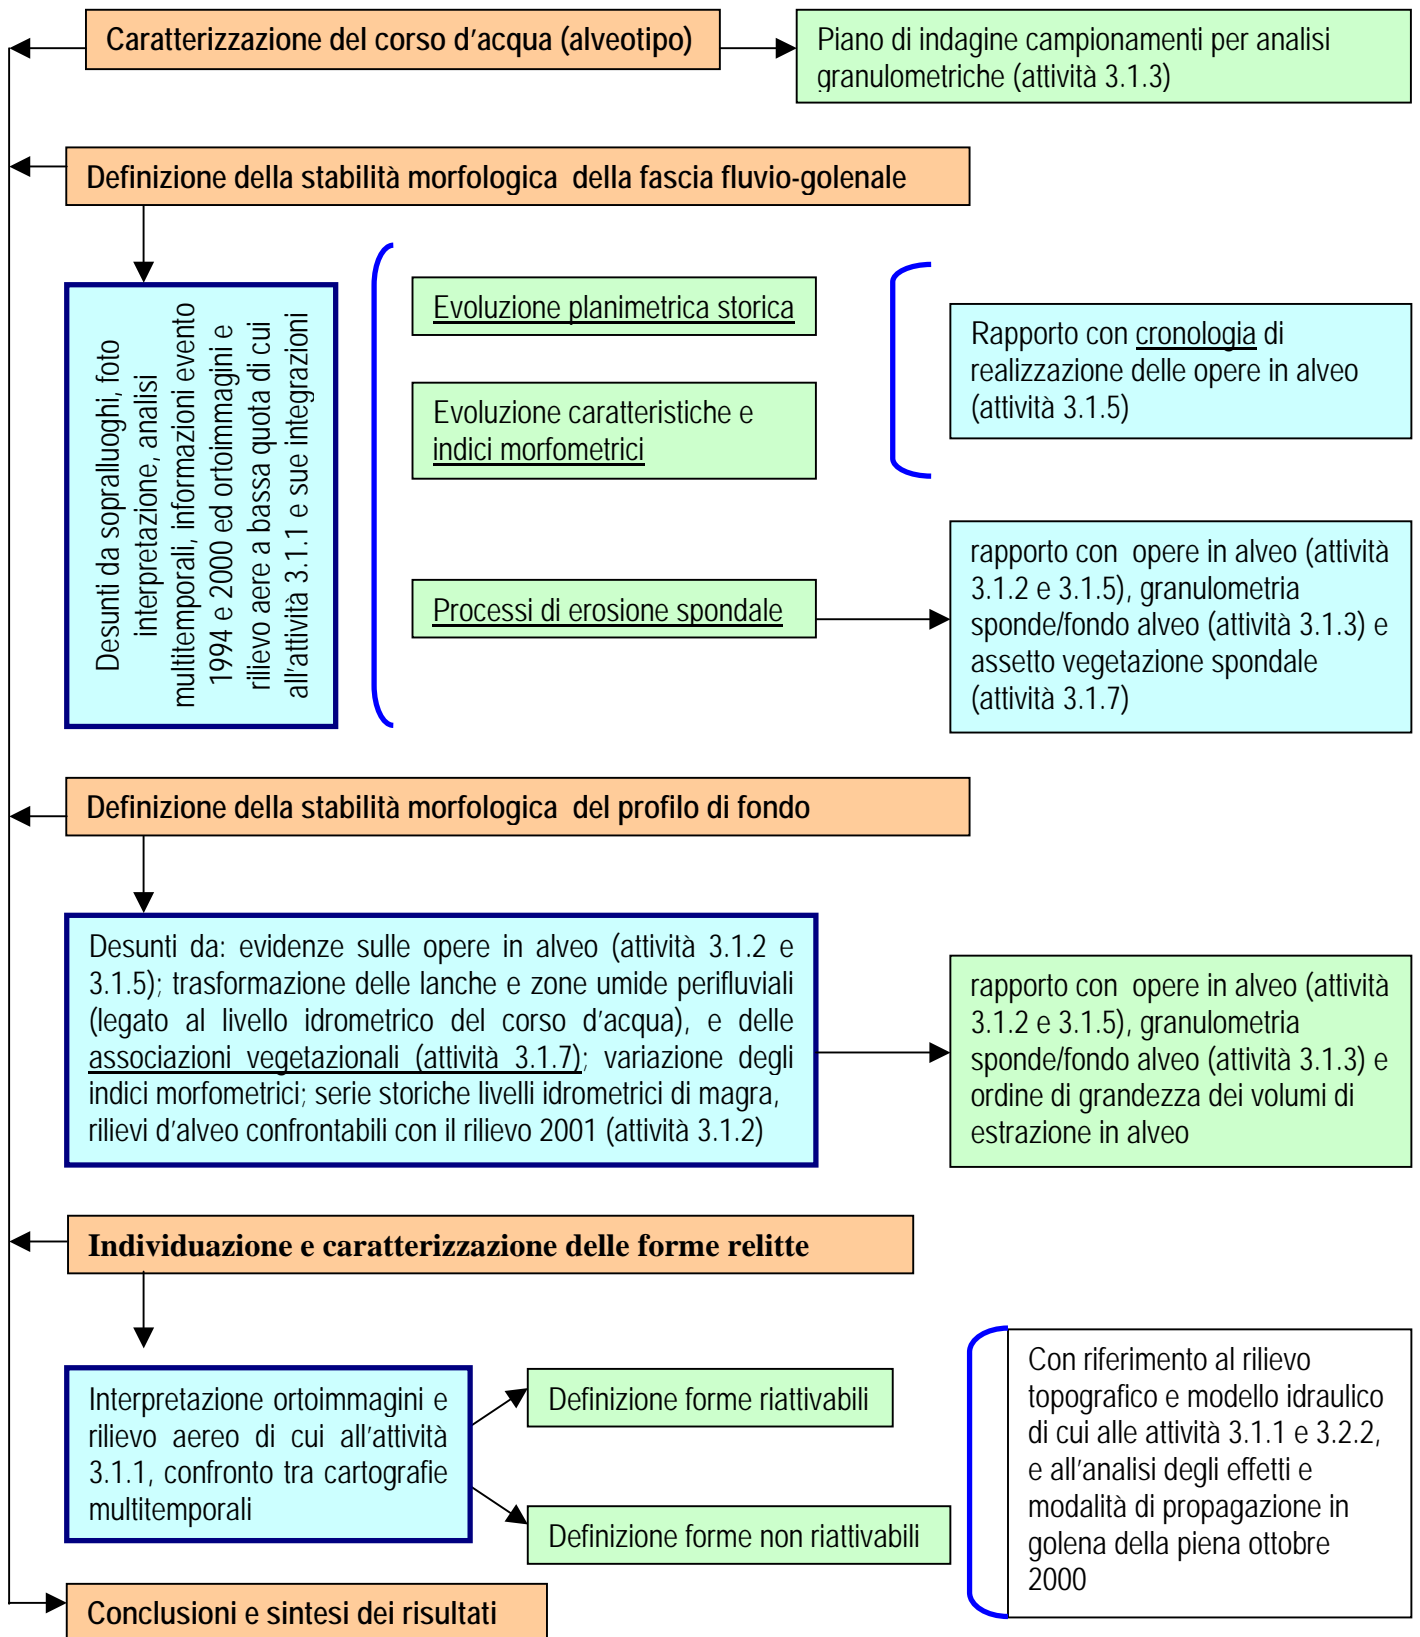 Caratterizzazione del corso d'acqua (alveotipo)
Piano di indagine campionamenti per analisi
granulometriche (attività 3.1.3)
Definizione della stabilità morfologica  della fascia fluvio-golenale
Desunti da sopralluoghi, foto
interpretazione, analisi
multitemporali, informazioni evento
1994 e 2000 ed ortoimmagini e
rilievo aere a bassa quota di cui
all'attività 3.1.1 e sue integrazioni
Evoluzione planimetrica storica
Evoluzione caratteristiche e
indici morfometrici
Processi di erosione spondale
Rapporto con cronologia di
realizzazione delle opere in alveo
(attività 3.1.5)
rapporto con  opere in alveo (attività
3.1.2 e 3.1.5), granulometria
sponde/fondo alveo (attività 3.1.3) e
assetto vegetazione spondale
(attività 3.1.7)
Definizione della stabilità morfologica  del profilo di fondo
Desunti da: evidenze sulle opere in alveo (attività 3.1.2 e
3.1.5); trasformazione delle lanche e zone umide perifluviali
(legato al livello idrometrico del corso d'acqua), e delle
associazioni vegetazionali (attività 3.1.7); variazione degli
indici morfometrici; serie storiche livelli idrometrici di magra,
rilievi d'alveo confrontabili con il rilievo 2001 (attività 3.1.2)
rapporto con  opere in alveo (attività
3.1.2 e 3.1.5), granulometria
sponde/fondo alveo (attività 3.1.3) e
ordine di grandezza dei volumi di
estrazione in alveo
Individuazione e caratterizzazione delle forme relitte
Interpretazione ortoimmagini e
rilievo aereo di cui all'attività
3.1.1, confronto tra cartografie
multitemporali
Definizione forme riattivabili
Definizione forme non riattivabili
Con riferimento al rilievo
topografico e modello idraulico
di cui alle attività 3.1.1 e 3.2.2,
e all'analisi degli effetti e
modalità di propagazione in
golena della piena ottobre
2000
Conclusioni e sintesi dei risultati